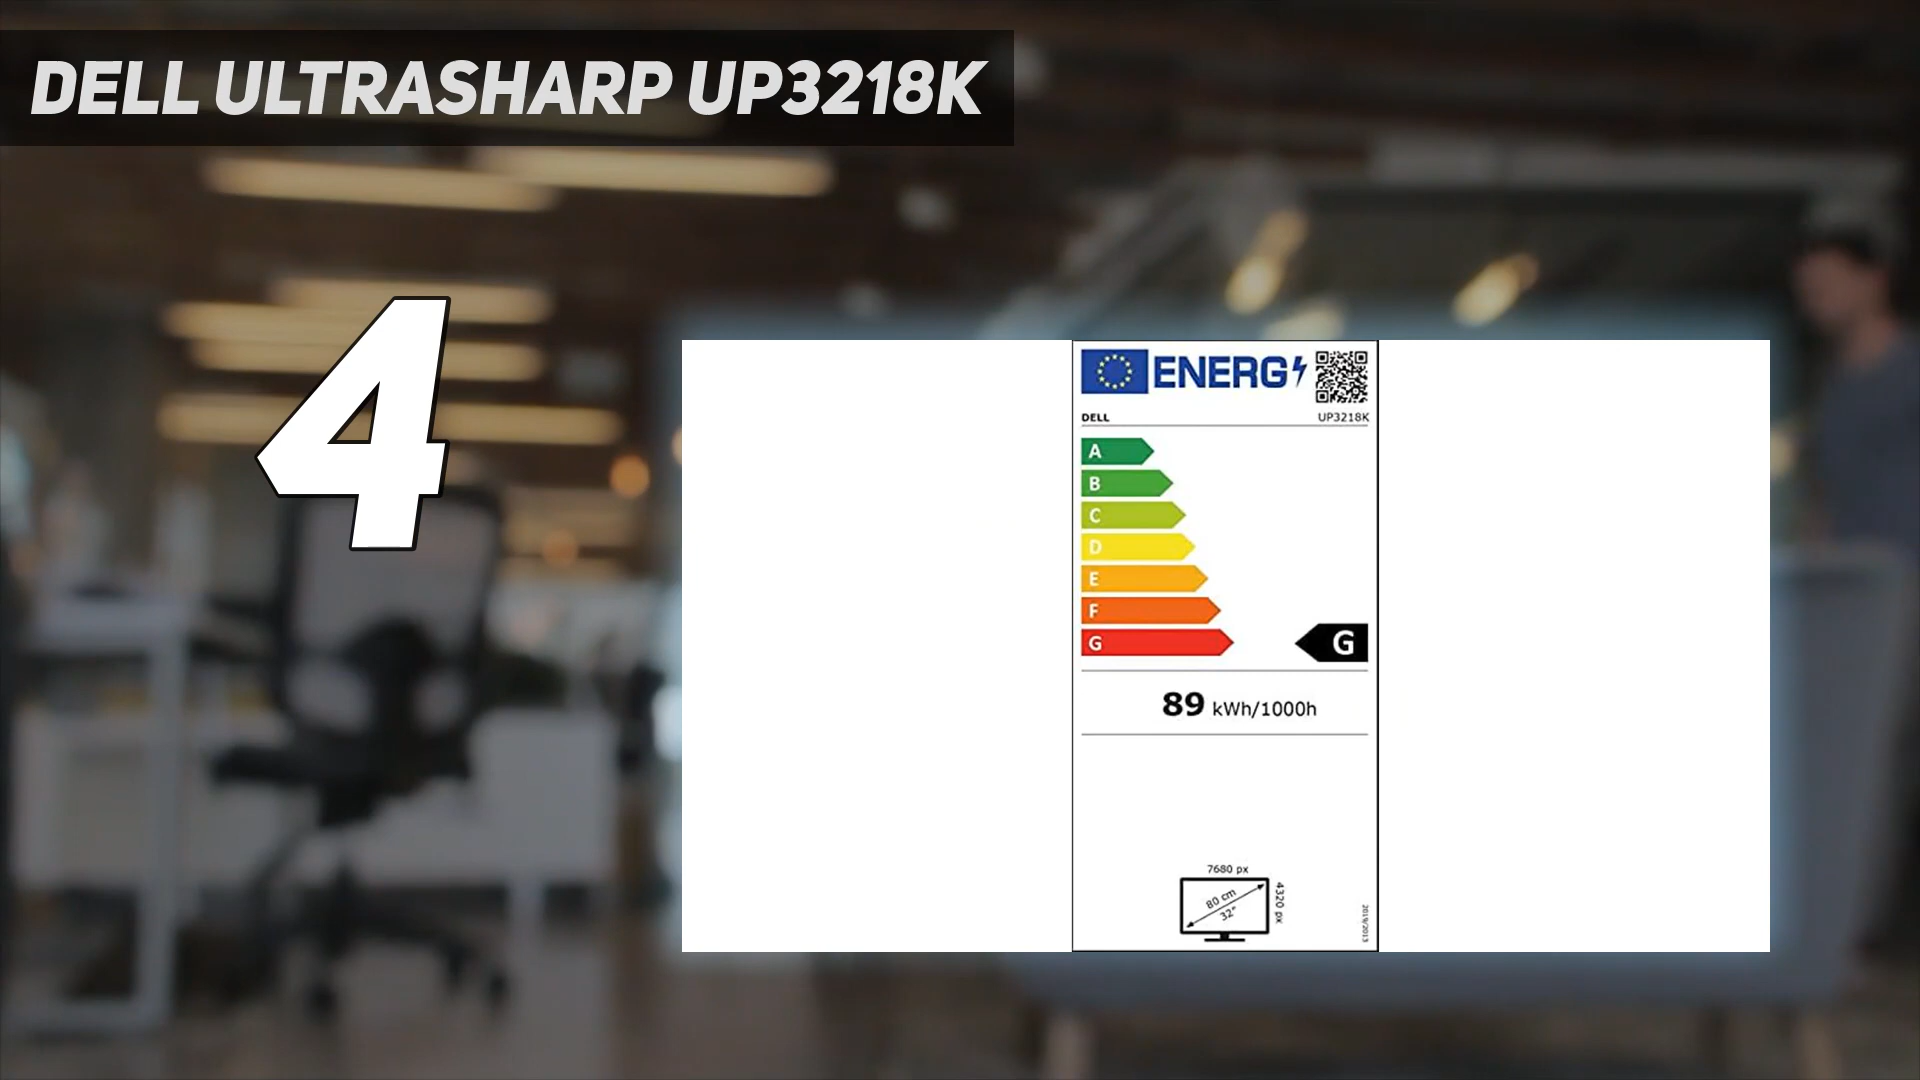 DELL ULTRASHARP UP3218K
4
ENERG
DELL UP3218K
A
B
C
D
E
F
G
G
89 kWh/1000h
7680 px
4320 px
80 cm
32"
2019/2013